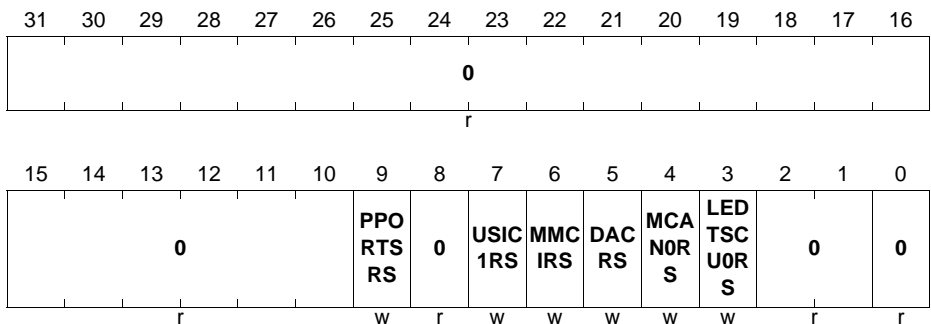 31 30 29 28 27 26 25 24 23 22 21 20 19 18 17 16
0
r
15 14 13 12 11 10 9 8 7 6 5 4 3 2 1 0
0 PPO RTS RS 0 USIC 1RS MMC IRS DAC RS MCA N0R S LED TSC U0R S 0 0
r w r w w w w w r r